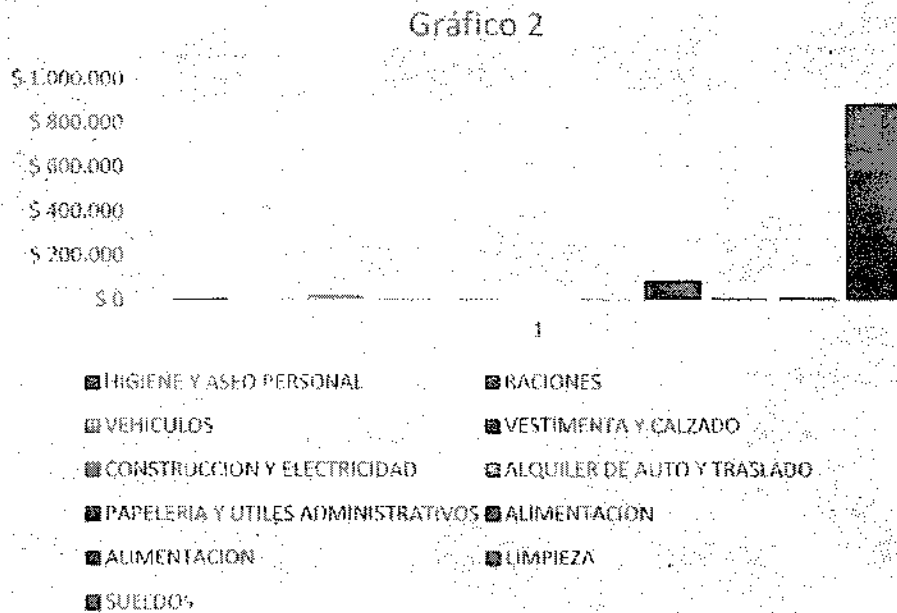 Gráfico 2
$ 1.000.000
$ 800.000
$ 600.000
$ 400.000
$ 200.000
$ 0
1
HIGIENE Y ASEO PERSONAL
RACIONES
VEHICULOS
VESTIMENTA Y CALZADO
CONSTRUCCION Y ELECTRICIDAD
ALQUILER DE AUTO Y TRASLADO
PAPELERIA Y UTILES ADMINISTRATIVOS
ALIMENTACION
ALIMENTACION
LIMPIEZA
SUELDOS